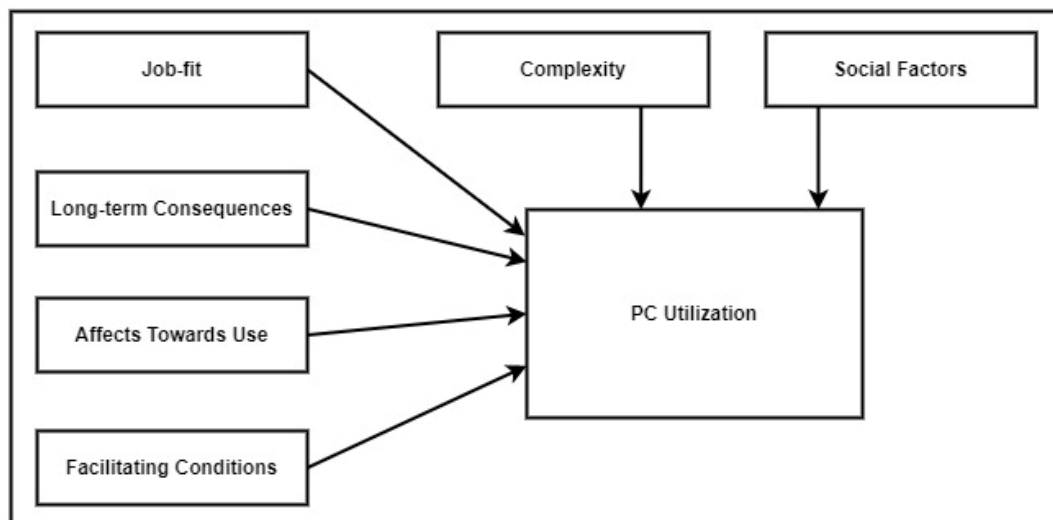 Job-fit
Complexity
Social Factors
Long-term Consequences
Affects Towards Use
PC Utilization
Facilitating Conditions